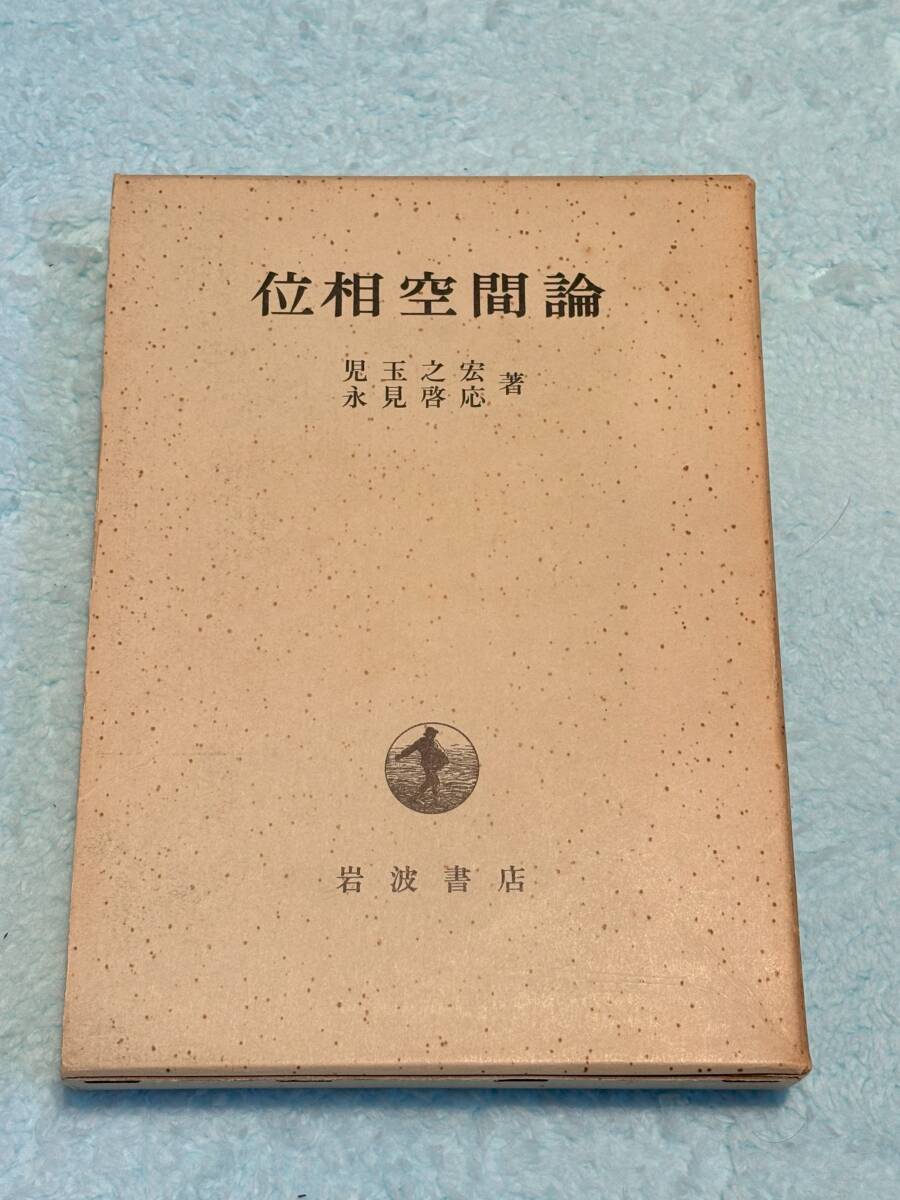 位相空間論
児玉之宏
永見啓応
著
岩波書店